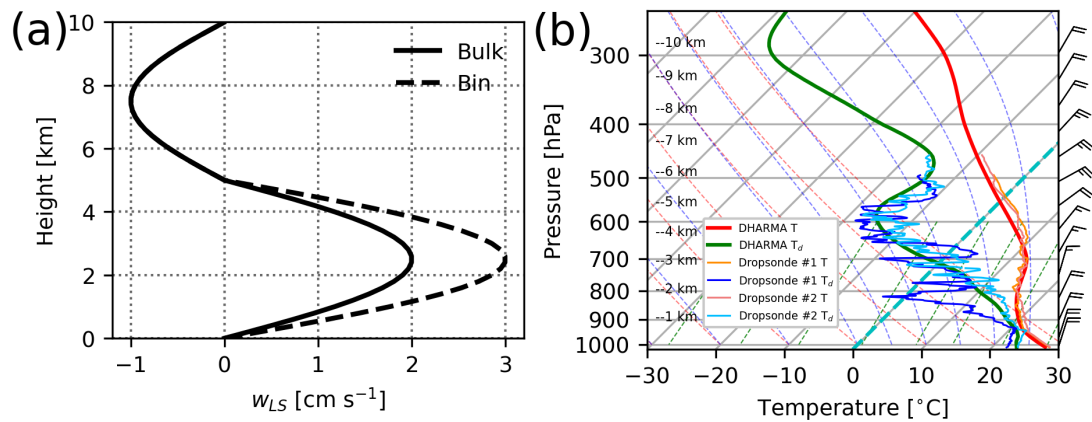 (a)
10
8
6
4
2
0
Height [km]
Bulk
Bin
−1
0
1
2
3
w_LS [cm s⁻¹]
(b)
300
400
500
600
700
800
900
1000
Pressure [hPa]
--10 km
--9 km
--8 km
--7 km
--6 km
--5 km
--4 km
--3 km
--2 km
--1 km
DHARMA T
DHARMA T_d
Dropsonde #1 T
Dropsonde #1 T_d
Dropsonde #2 T
Dropsonde #2 T_d
−30
−20
−10
0
10
20
30
Temperature [°C]